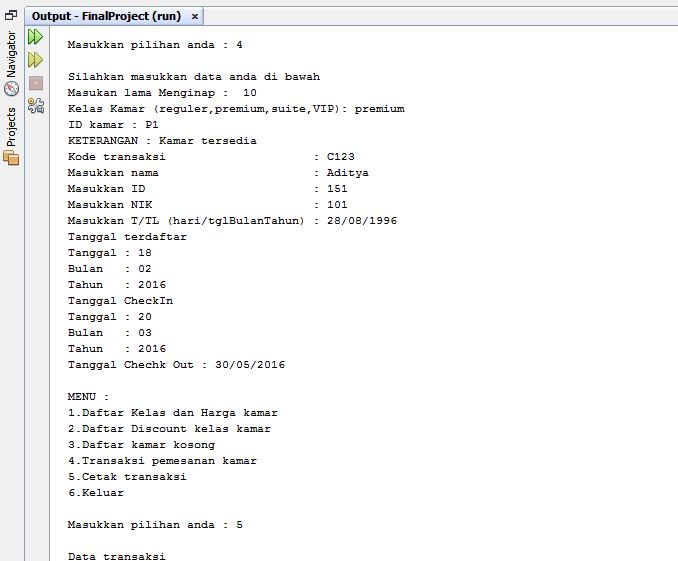 Output - FinalProject (run) ×
Navigator
Projects
Masukkan pilihan anda : 4
Silahkan masukkan data anda di bawah
Masukan lama Menginap :  10
Kelas Kamar (reguler,premium,suite,VIP): premium
ID kamar : P1
KETERANGAN : Kamar tersedia
Kode transaksi : C123
Masukkan nama : Aditya
Masukkan ID : 151
Masukkan NIK : 101
Masukkan T/TL (hari/tglBulanTahun) : 28/08/1996
Tanggal terdaftar
Tanggal : 18
Bulan : 02
Tahun : 2016
Tanggal CheckIn
Tanggal : 20
Bulan : 03
Tahun : 2016
Tanggal Chechk Out : 30/05/2016
MENU :
1.Daftar Kelas dan Harga kamar
2.Daftar Discount kelas kamar
3.Daftar kamar kosong
4.Transaksi pemesanan kamar
5.Cetak transaksi
6.Keluar
Masukkan pilihan anda : 5
Data transaksi